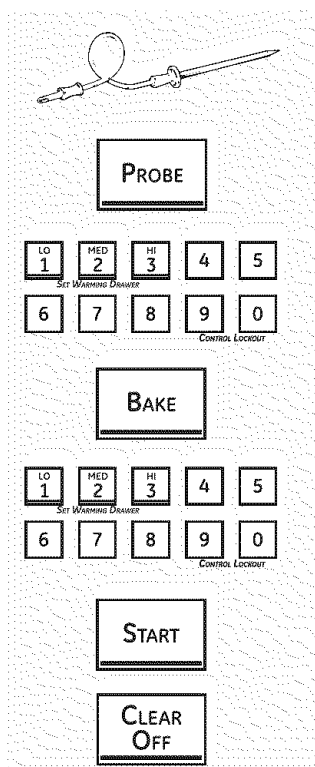 PROBE
LO MED HI
1 2 3 4 5
SET WARMING DRAWER
6 7 8 9 0
CONTROL LOCKOUT
BAKE
LO MED HI
1 2 3 4 5
SET WARMING DRAWER
6 7 8 9 0
CONTROL LOCKOUT
START
CLEAR
OFF